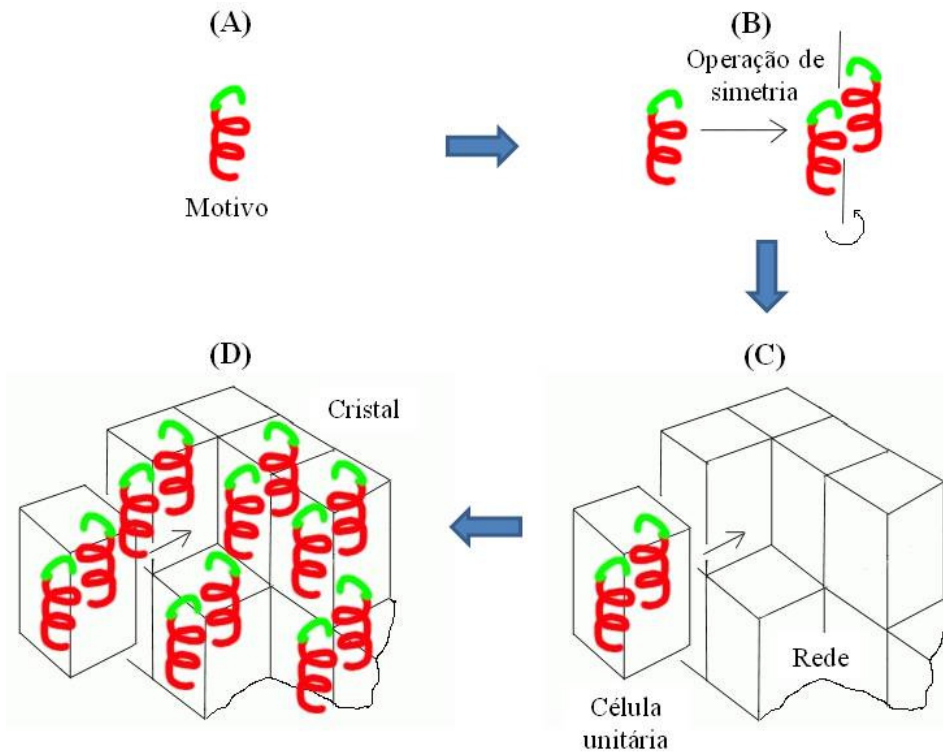 (A)
Motivo
(B)
Operação de
simetria
(D)
Cristal
(C)
Rede
Célula
unitária